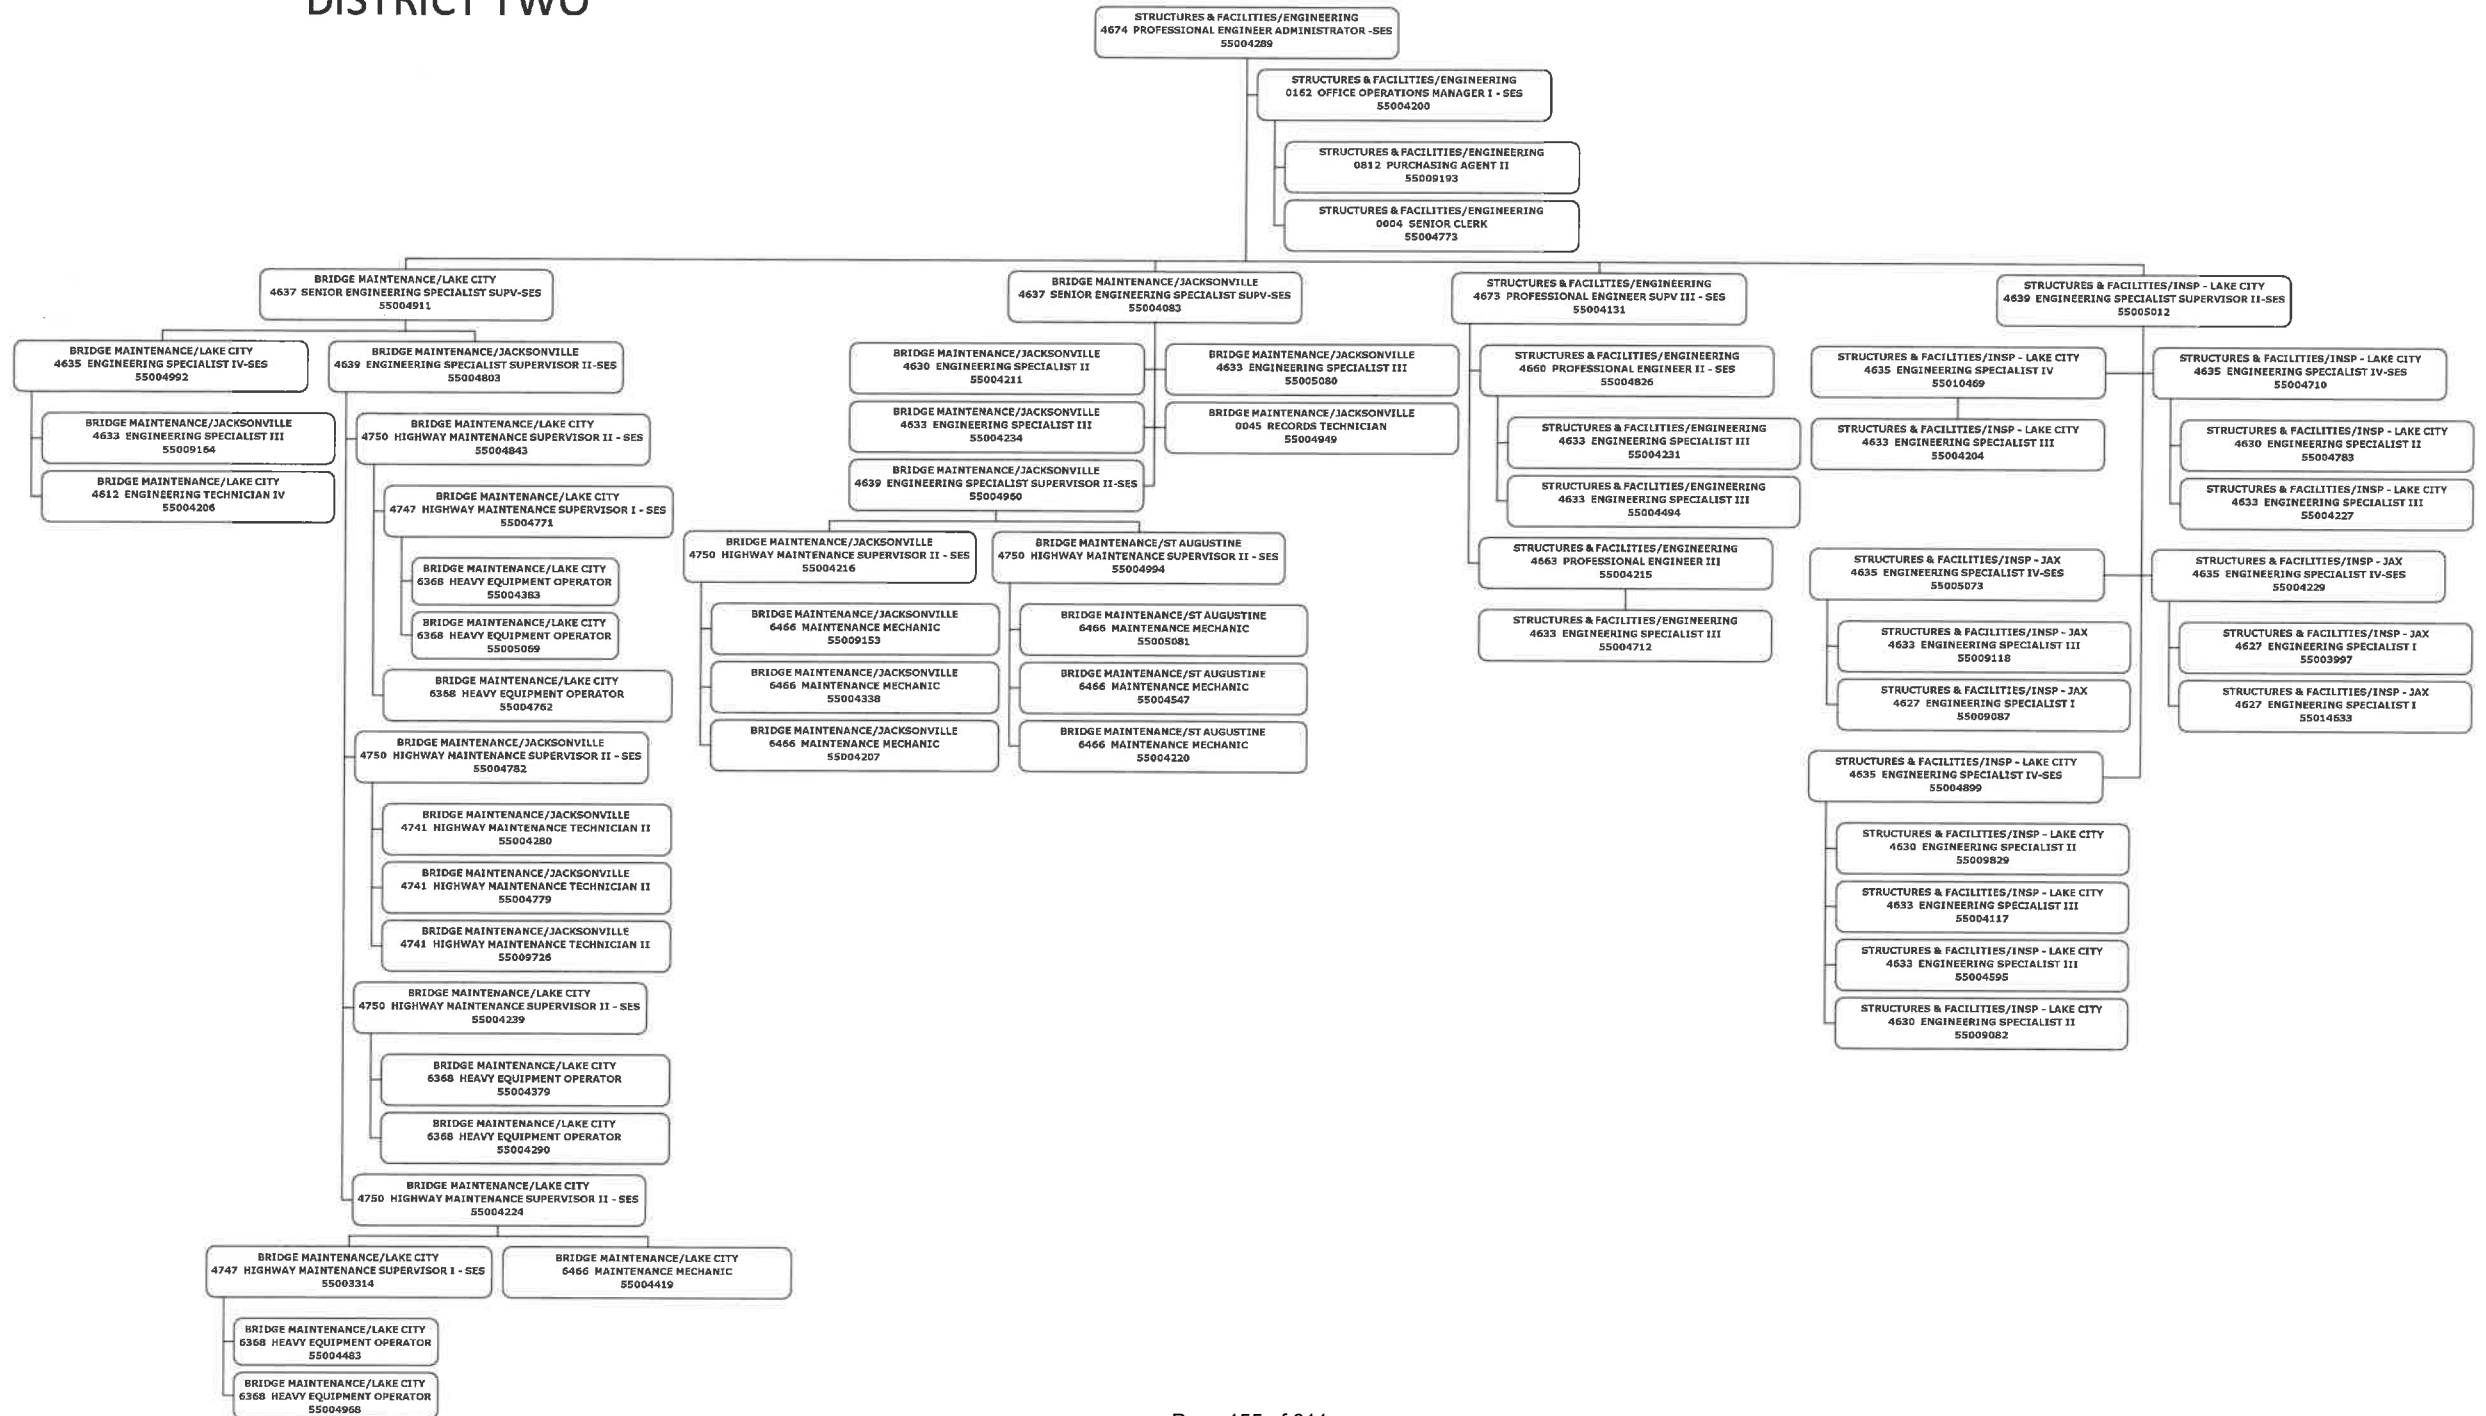 DISTRICT TWO
STRUCTURES & FACILITIES/ENGINEERING
4674 PROFESSIONAL ENGINEER ADMINISTRATOR -SES
55004289
STRUCTURES & FACILITIES/ENGINEERING
0162 OFFICE OPERATIONS MANAGER I - SES
55004200
STRUCTURES & FACILITIES/ENGINEERING
0812 PURCHASING AGENT II
55009193
STRUCTURES & FACILITIES/ENGINEERING
0004 SENIOR CLERK
55004773
BRIDGE MAINTENANCE/LAKE CITY
4637 SENIOR ENGINEERING SPECIALIST SUPV-SES
55004911
BRIDGE MAINTENANCE/LAKE CITY
4635 ENGINEERING SPECIALIST IV-SES
55004992
BRIDGE MAINTENANCE/JACKSONVILLE
4633 ENGINEERING SPECIALIST III
55009164
BRIDGE MAINTENANCE/LAKE CITY
4612 ENGINEERING TECHNICIAN IV
55004206
BRIDGE MAINTENANCE/JACKSONVILLE
4639 ENGINEERING SPECIALIST SUPERVISOR II-SES
55004803
BRIDGE MAINTENANCE/LAKE CITY
4750 HIGHWAY MAINTENANCE SUPERVISOR II - SES
55004843
BRIDGE MAINTENANCE/LAKE CITY
4747 HIGHWAY MAINTENANCE SUPERVISOR I - SES
55004771
BRIDGE MAINTENANCE/LAKE CITY
6368 HEAVY EQUIPMENT OPERATOR
55004383
BRIDGE MAINTENANCE/LAKE CITY
6368 HEAVY EQUIPMENT OPERATOR
55005069
BRIDGE MAINTENANCE/LAKE CITY
6368 HEAVY EQUIPMENT OPERATOR
55004762
BRIDGE MAINTENANCE/JACKSONVILLE
4750 HIGHWAY MAINTENANCE SUPERVISOR II - SES
55004782
BRIDGE MAINTENANCE/JACKSONVILLE
4741 HIGHWAY MAINTENANCE TECHNICIAN II
55004280
BRIDGE MAINTENANCE/JACKSONVILLE
4741 HIGHWAY MAINTENANCE TECHNICIAN II
55004779
BRIDGE MAINTENANCE/JACKSONVILLE
4741 HIGHWAY MAINTENANCE TECHNICIAN II
55009726
BRIDGE MAINTENANCE/LAKE CITY
4750 HIGHWAY MAINTENANCE SUPERVISOR II - SES
55004239
BRIDGE MAINTENANCE/LAKE CITY
6368 HEAVY EQUIPMENT OPERATOR
55004379
BRIDGE MAINTENANCE/LAKE CITY
6368 HEAVY EQUIPMENT OPERATOR
55004290
BRIDGE MAINTENANCE/LAKE CITY
4750 HIGHWAY MAINTENANCE SUPERVISOR II - SES
55004224
BRIDGE MAINTENANCE/LAKE CITY
4747 HIGHWAY MAINTENANCE SUPERVISOR I - SES
55003314
BRIDGE MAINTENANCE/LAKE CITY
6368 HEAVY EQUIPMENT OPERATOR
55004483
BRIDGE MAINTENANCE/LAKE CITY
6368 HEAVY EQUIPMENT OPERATOR
55004968
BRIDGE MAINTENANCE/LAKE CITY
6466 MAINTENANCE MECHANIC
55004419
BRIDGE MAINTENANCE/JACKSONVILLE
4637 SENIOR ENGINEERING SPECIALIST SUPV-SES
55004083
BRIDGE MAINTENANCE/JACKSONVILLE
4630 ENGINEERING SPECIALIST II
55004211
BRIDGE MAINTENANCE/JACKSONVILLE
4633 ENGINEERING SPECIALIST III
55005080
BRIDGE MAINTENANCE/JACKSONVILLE
4633 ENGINEERING SPECIALIST III
55004234
BRIDGE MAINTENANCE/JACKSONVILLE
0045 RECORDS TECHNICIAN
55004949
BRIDGE MAINTENANCE/JACKSONVILLE
4639 ENGINEERING SPECIALIST SUPERVISOR II-SES
55004960
BRIDGE MAINTENANCE/JACKSONVILLE
4750 HIGHWAY MAINTENANCE SUPERVISOR II - SES
55004216
BRIDGE MAINTENANCE/JACKSONVILLE
6466 MAINTENANCE MECHANIC
55009153
BRIDGE MAINTENANCE/JACKSONVILLE
6466 MAINTENANCE MECHANIC
55004338
BRIDGE MAINTENANCE/JACKSONVILLE
6466 MAINTENANCE MECHANIC
55004207
BRIDGE MAINTENANCE/ST AUGUSTINE
4750 HIGHWAY MAINTENANCE SUPERVISOR II - SES
55004994
BRIDGE MAINTENANCE/ST AUGUSTINE
6466 MAINTENANCE MECHANIC
55005081
BRIDGE MAINTENANCE/ST AUGUSTINE
6466 MAINTENANCE MECHANIC
55004547
BRIDGE MAINTENANCE/ST AUGUSTINE
6466 MAINTENANCE MECHANIC
55004220
STRUCTURES & FACILITIES/ENGINEERING
4673 PROFESSIONAL ENGINEER SUPV III - SES
55004131
STRUCTURES & FACILITIES/ENGINEERING
4660 PROFESSIONAL ENGINEER II - SES
55004826
STRUCTURES & FACILITIES/ENGINEERING
4633 ENGINEERING SPECIALIST III
55004231
STRUCTURES & FACILITIES/ENGINEERING
4633 ENGINEERING SPECIALIST III
55004494
STRUCTURES & FACILITIES/ENGINEERING
4663 PROFESSIONAL ENGINEER III
55004215
STRUCTURES & FACILITIES/ENGINEERING
4633 ENGINEERING SPECIALIST III
55004712
STRUCTURES & FACILITIES/INSP - LAKE CITY
4639 ENGINEERING SPECIALIST SUPERVISOR II-SES
55005012
STRUCTURES & FACILITIES/INSP - LAKE CITY
4635 ENGINEERING SPECIALIST IV
55010469
STRUCTURES & FACILITIES/INSP - LAKE CITY
4633 ENGINEERING SPECIALIST III
55004204
STRUCTURES & FACILITIES/INSP - LAKE CITY
4635 ENGINEERING SPECIALIST IV-SES
55004710
STRUCTURES & FACILITIES/INSP - LAKE CITY
4630 ENGINEERING SPECIALIST II
55004783
STRUCTURES & FACILITIES/INSP - LAKE CITY
4633 ENGINEERING SPECIALIST III
55004227
STRUCTURES & FACILITIES/INSP - JAX
4635 ENGINEERING SPECIALIST IV-SES
55005073
STRUCTURES & FACILITIES/INSP - JAX
4633 ENGINEERING SPECIALIST III
55009118
STRUCTURES & FACILITIES/INSP - JAX
4627 ENGINEERING SPECIALIST I
55009087
STRUCTURES & FACILITIES/INSP - JAX
4635 ENGINEERING SPECIALIST IV-SES
55004229
STRUCTURES & FACILITIES/INSP - JAX
4627 ENGINEERING SPECIALIST I
55003997
STRUCTURES & FACILITIES/INSP - JAX
4627 ENGINEERING SPECIALIST I
55014633
STRUCTURES & FACILITIES/INSP - LAKE CITY
4635 ENGINEERING SPECIALIST IV-SES
55004899
STRUCTURES & FACILITIES/INSP - LAKE CITY
4630 ENGINEERING SPECIALIST II
55009829
STRUCTURES & FACILITIES/INSP - LAKE CITY
4633 ENGINEERING SPECIALIST III
55004117
STRUCTURES & FACILITIES/INSP - LAKE CITY
4633 ENGINEERING SPECIALIST III
55004595
STRUCTURES & FACILITIES/INSP - LAKE CITY
4630 ENGINEERING SPECIALIST II
55009082